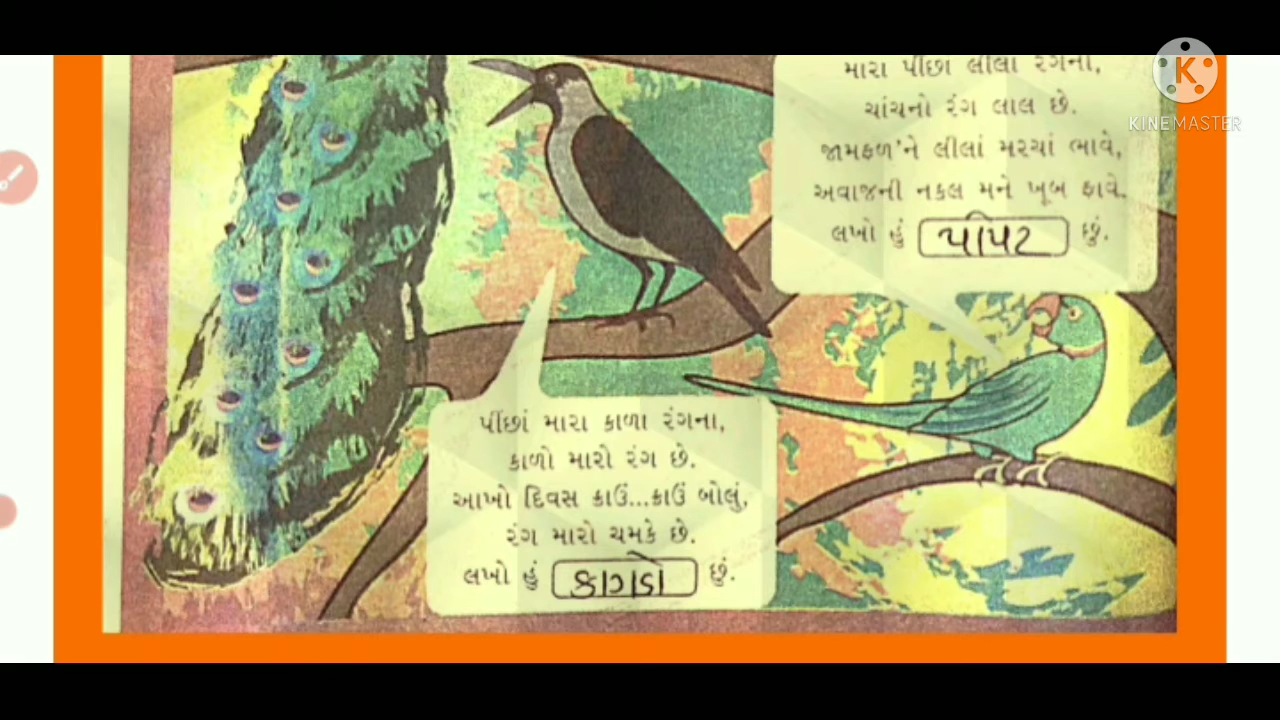 મારા પીંછા લીલા રંગના,
ચાંચનો રંગ લાલ છે.
જામફળ'ને લીલાં મરચાં ભાવે,
અવાજની નકલ મને ખૂબ ફાવે.
લખો હું પોપટ છું.
પીંછાં મારા કાળા રંગના,
કાળો મારો રંગ છે.
આખો દિવસ કાઉં...કાઉં બોલું,
રંગ મારો ચમકે છે.
લખો હું કાગડો છું.
KINEMASTER